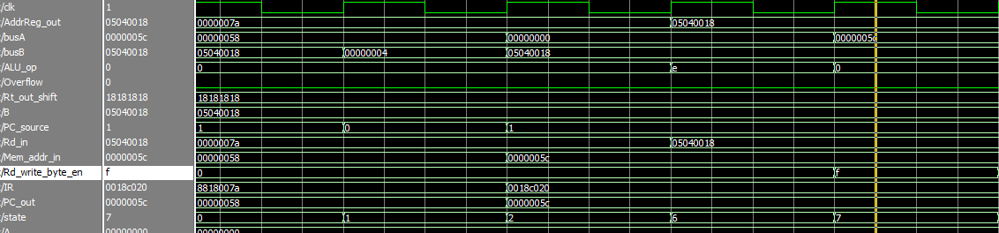 :/clk 1
:/AddrReg_out 05040018 0000007a 05040018
:/busA 0000005c 00000058 00000000 0000005c
:/busB 05040018 05040018 00000004 05040018
:/ALU_op 0 0 e 0
:/Overflow 0
:/Rt_out_shift 18181818 18181818
:/B 05040018 05040018
:/PC_source 1 1 0 1
:/Rd_in 05040018 0000007a 05040018
:/Mem_addr_in 0000005c 00000058 0000005c
:/Rd_write_byte_en f 0 f
:/IR 0018c020 8818007a 0018c020
:/PC_out 0000005c 00000058 0000005c
:/state 7 0 1 2 6 7
:/A 00000000 00000000